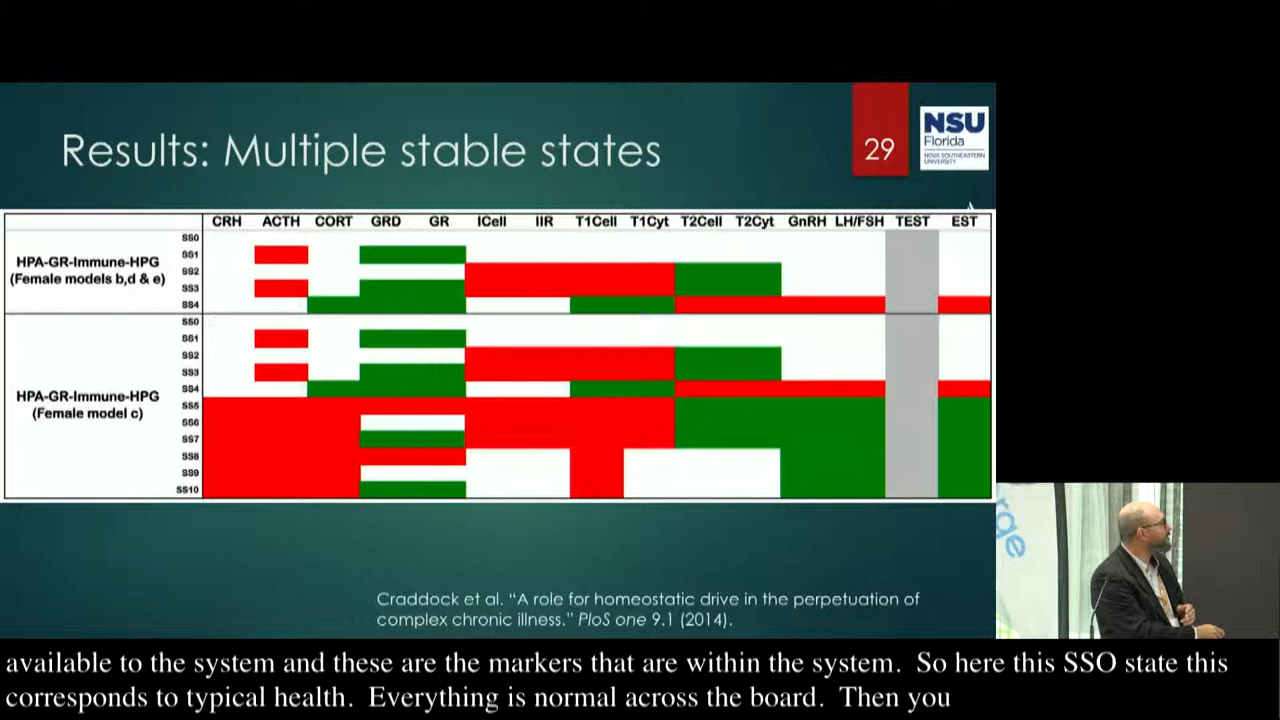 Results: Multiple stable states
29
NSU
Florida
NOVA SOUTHEASTERN
UNIVERSITY
CRH ACTH CORT GRD GR ICell IIR T1Cell T1Cyt T2Cell T2Cyt GnRH LH/FSH TEST EST
HPA-GR-Immune-HPG
(Female models b,d & e)
SS0
SS1
SS2
SS3
SS4
HPA-GR-Immune-HPG
(Female model c)
SS0
SS1
SS2
SS3
SS4
SS5
SS6
SS7
SS8
SS9
SS10
rge
Craddock et al. “A role for homeostatic drive in the perpetuation of
complex chronic illness.” PloS one 9.1 (2014).
available to the system and these are the markers that are within the system. So here this SSO state this
corresponds to typical health. Everything is normal across the board. Then you